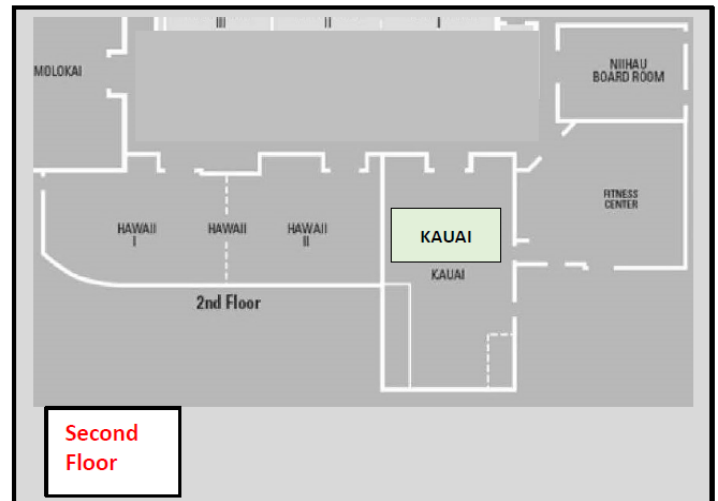 III II I
MOLOKAI
NIIHAU
BOARD ROOM
FITNESS
CENTER
HAWAII
I
HAWAII
HAWAII
II
KAUAI
KAUAI
2nd Floor
Second
Floor